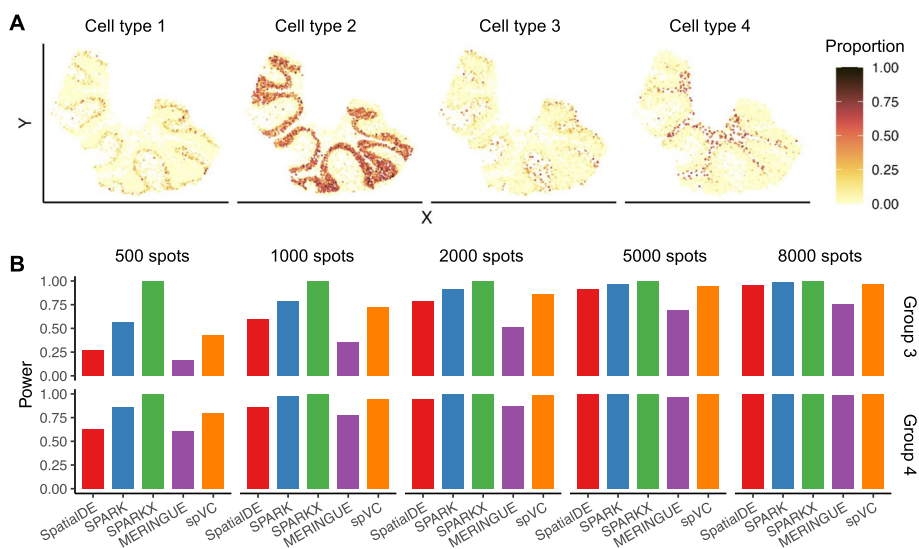 A
Cell type 1 Cell type 2 Cell type 3 Cell type 4
Proportion
1.00
0.75
0.50
0.25
0.00
Y
X
B
500 spots 1000 spots 2000 spots 5000 spots 8000 spots
Power
1.00
0.75
0.50
0.25
0.00
Group 3
1.00
0.75
0.50
0.25
0.00
Group 4
SpatialDE SPARK SPARKX MERINGUE spVC SpatialDE SPARK SPARKX MERINGUE spVC SpatialDE SPARK SPARKX MERINGUE spVC SpatialDE SPARK SPARKX MERINGUE spVC SpatialDE SPARK SPARKX MERINGUE spVC